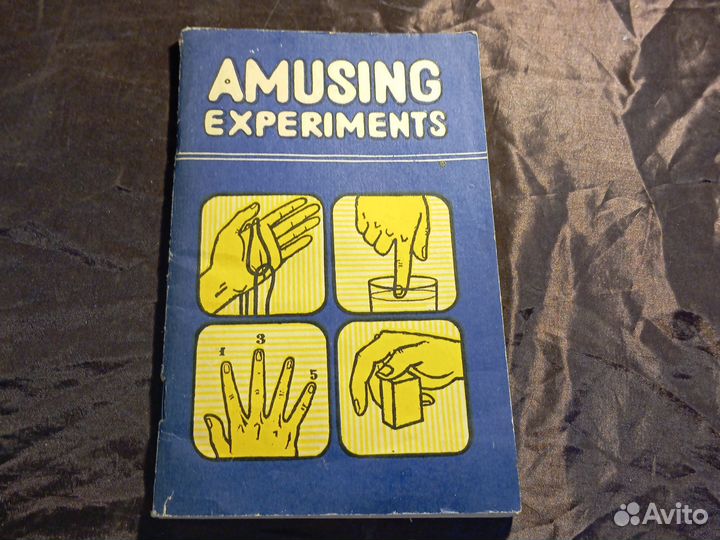 AMUSING
EXPERIMENTS
1 3 5
Avito